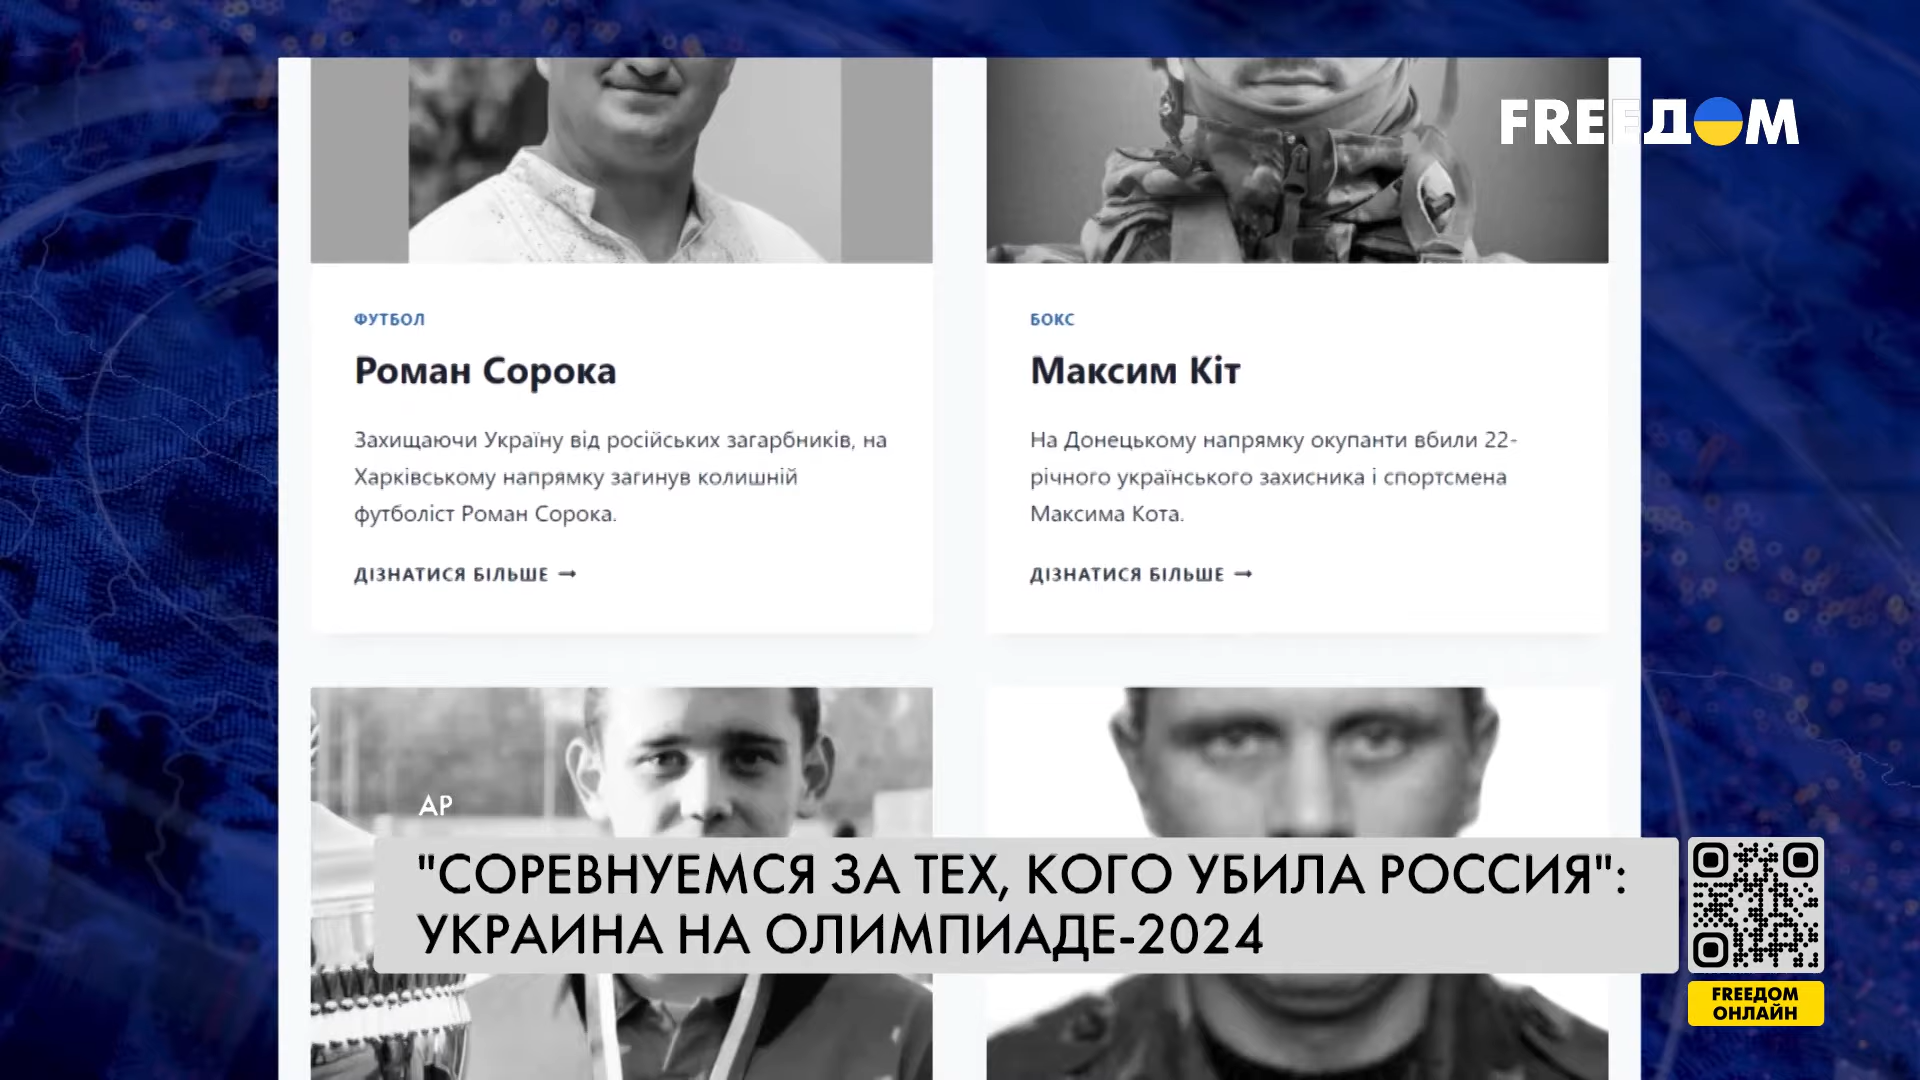 FREEДOM
ФУТБОЛ
Роман Сорока
Захищаючи Україну від російських загарбників, на
Харківському напрямку загинув колишній
футболіст Роман Сорока.
ДІЗНАТИСЯ БІЛЬШЕ →
БОКС
Максим Кіт
На Донецькому напрямку окупанти вбили 22-
річного українського захисника і спортсмена
Максима Кота.
ДІЗНАТИСЯ БІЛЬШЕ →
AP
"СОРЕВНУЕМСЯ ЗА ТЕХ, КОГО УБИЛА РОССИЯ":
УКРАИНА НА ОЛИМПИАДЕ-2024
FREEДOM
ОНЛАЙН